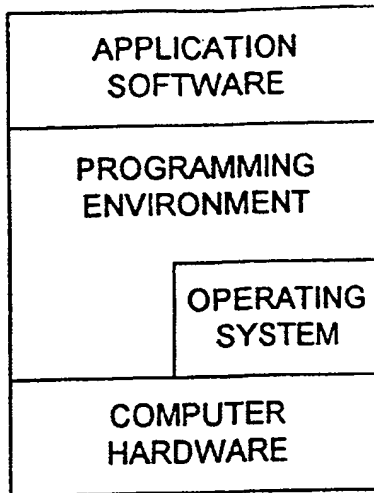 APPLICATION
SOFTWARE
PROGRAMMING
ENVIRONMENT
OPERATING
SYSTEM
COMPUTER
HARDWARE